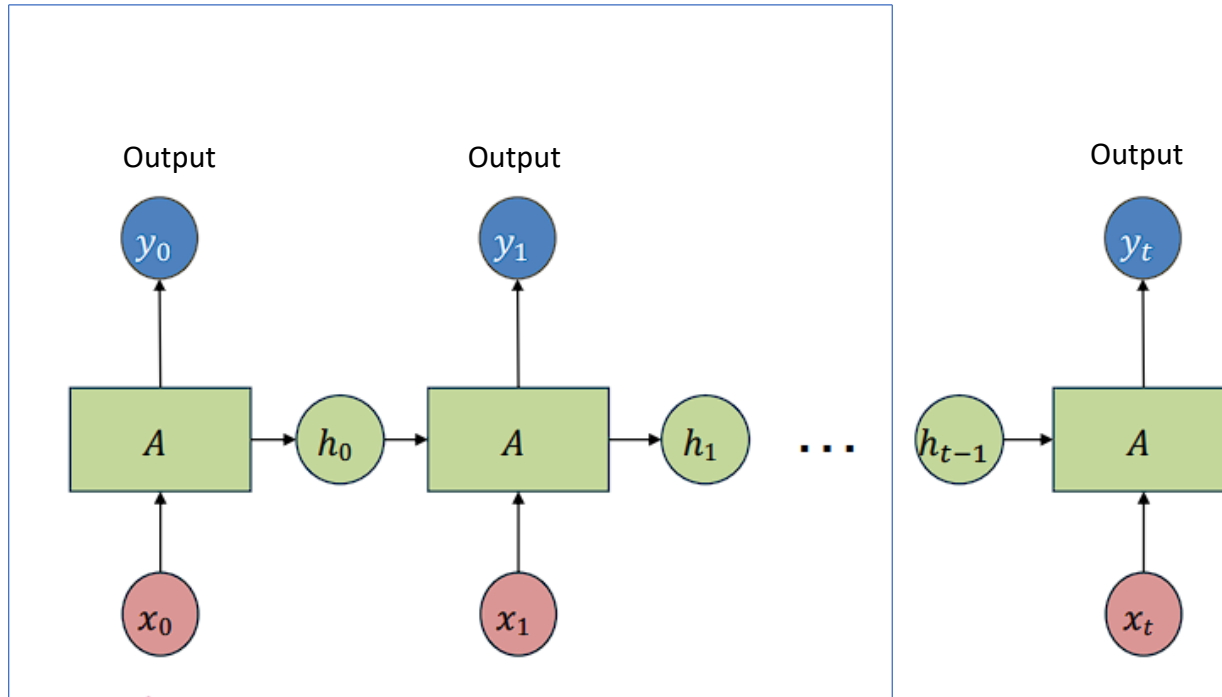 Output Output Output
y₀ y₁ yₜ
A h₀ A h₁ ... hₜ₋₁ A
x₀ x₁ xₜ